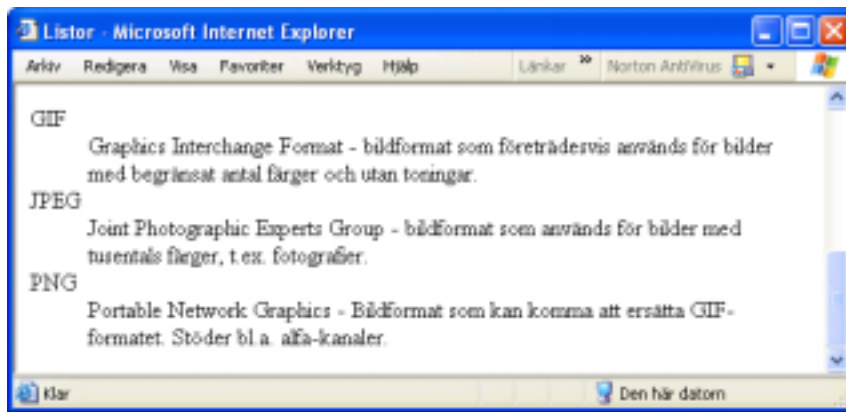 Listor - Microsoft Internet Explorer
Arkiv Redigera Visa Favoriter Verktyg Hjälp Länkar » Norton AntiVirus
GIF
Graphics Interchange Format - bildformat som företrädesvis används för bilder
med begränsat antal färger och utan toningar.
JPEG
Joint Photographic Experts Group - bildformat som används för bilder med
tusentals färger, t.ex. fotografier.
PNG
Portable Network Graphics - Bildformat som kan komma att ersätta GIF-
formatet. Stöder bl.a. alfa-kanaler.
Klar Den här datorn